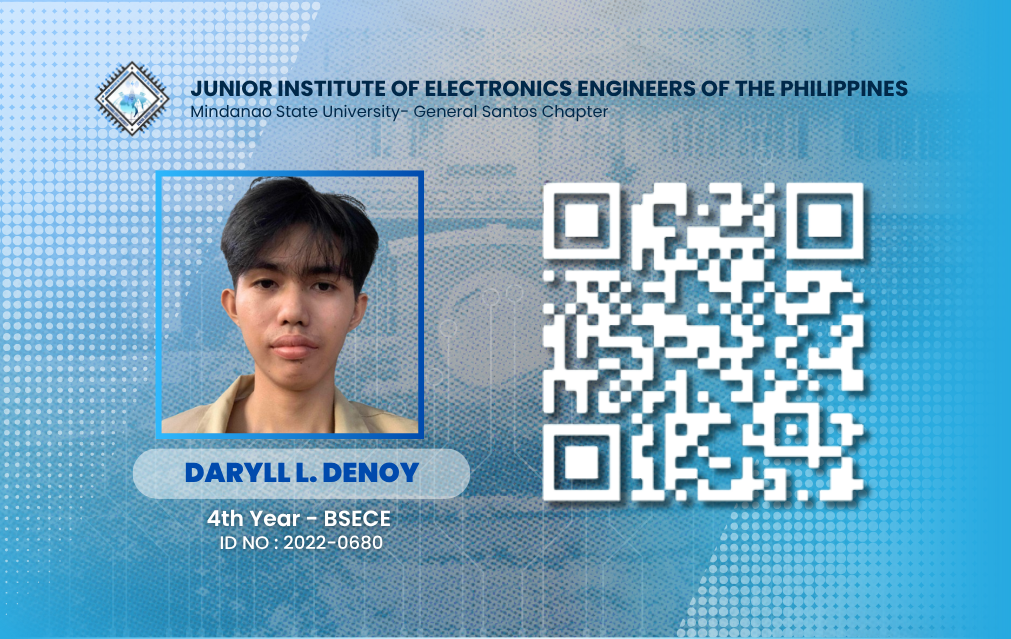 JUNIOR INSTITUTE OF ELECTRONICS ENGINEERS OF THE PHILIPPINES
Mindanao State University- General Santos Chapter
DARYLL L. DENOY
4th Year - BSECE
ID NO : 2022-0680